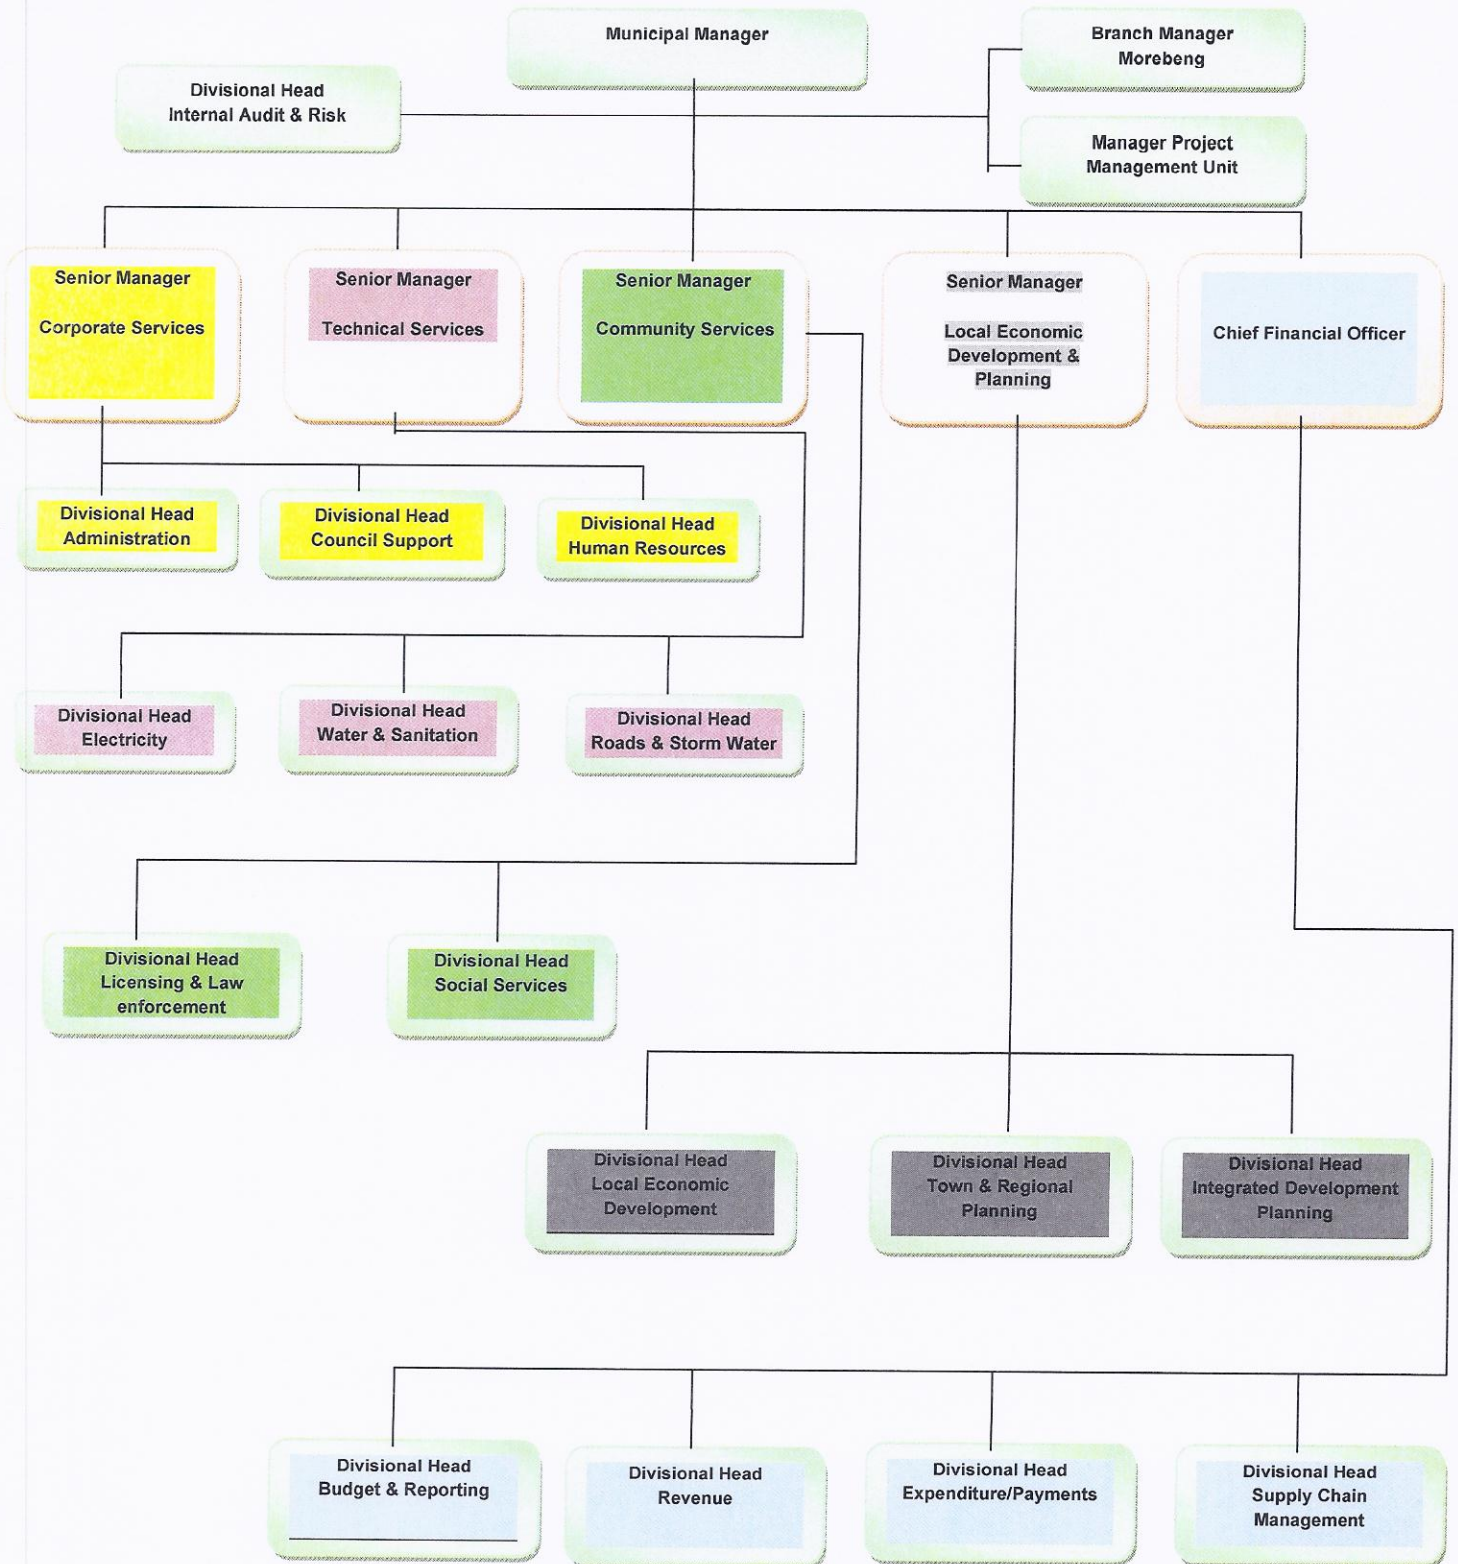 Municipal Manager
Branch Manager
Morebeng
Divisional Head
Internal Audit & Risk
Manager Project
Management Unit
Senior Manager
Corporate Services
Senior Manager
Technical Services
Senior Manager
Community Services
Senior Manager
Local Economic
Development &
Planning
Chief Financial Officer
Divisional Head
Administration
Divisional Head
Council Support
Divisional Head
Human Resources
Divisional Head
Electricity
Divisional Head
Water & Sanitation
Divisional Head
Roads & Storm Water
Divisional Head
Licensing & Law
enforcement
Divisional Head
Social Services
Divisional Head
Local Economic
Development
Divisional Head
Town & Regional
Planning
Divisional Head
Integrated Development
Planning
Divisional Head
Budget & Reporting
Divisional Head
Revenue
Divisional Head
Expenditure/Payments
Divisional Head
Supply Chain
Management